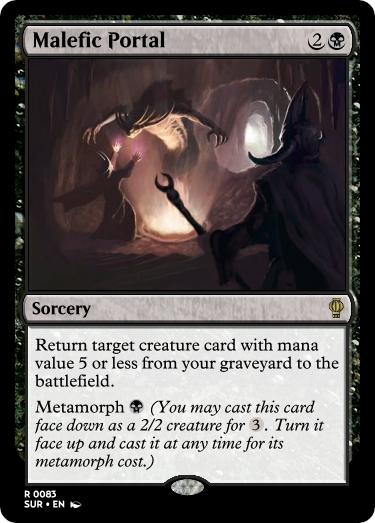 Malefic Portal 2
Sorcery
Return target creature card with mana
value 5 or less from your graveyard to the
battlefield.
Metamorph (You may cast this card
face down as a 2/2 creature for 3. Turn it
face up and cast it at any time for its
metamorph cost.)
R 0083
SUR • EN